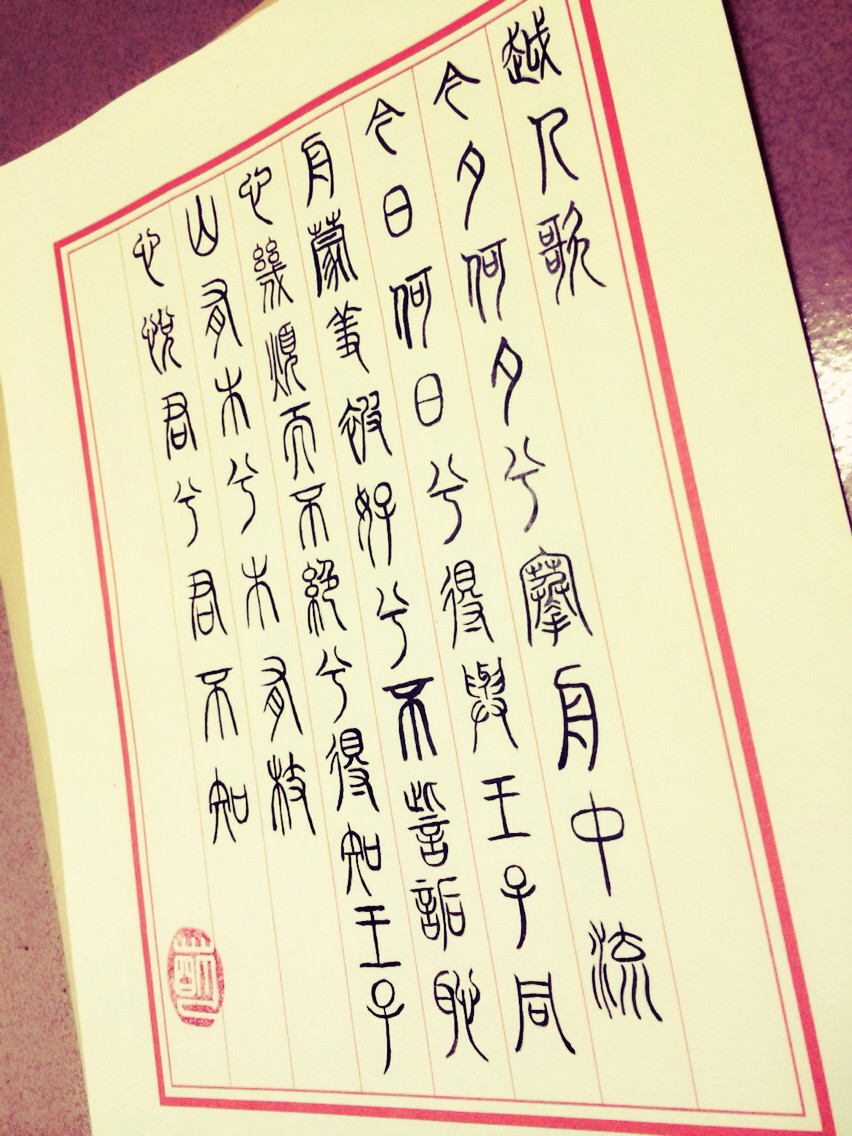 越人歌
今夕何夕兮搴舟中流
今日何日兮得與王子同
舟蒙羞被好兮不訾詬恥
心幾煩而不絕兮得知王子
山有木兮木有枝
心悅君兮君不知